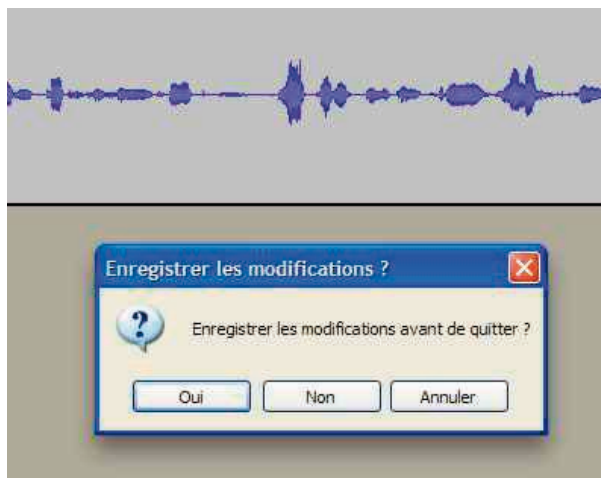 Enregistrer les modifications ?
Enregistrer les modifications avant de quitter ?
Oui Non Annuler